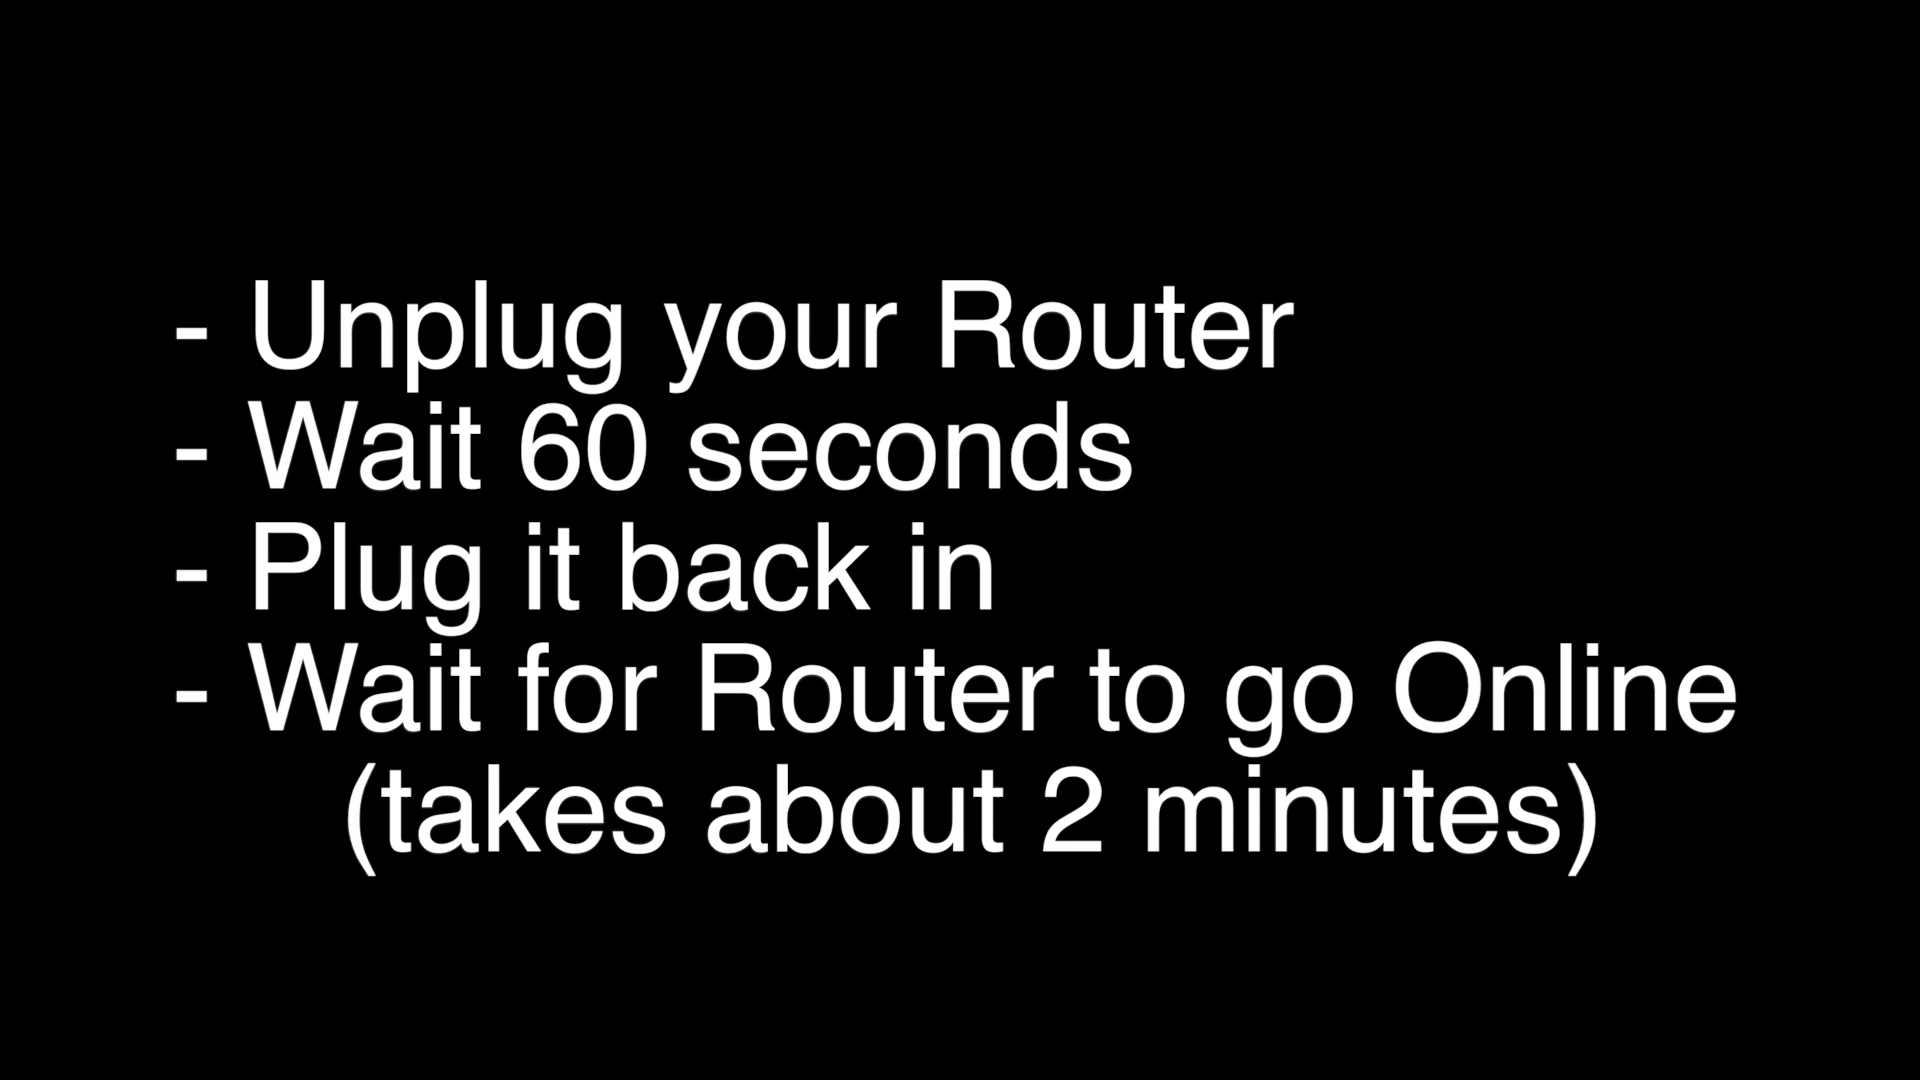 - Unplug your Router
- Wait 60 seconds
- Plug it back in
- Wait for Router to go Online
(takes about 2 minutes)